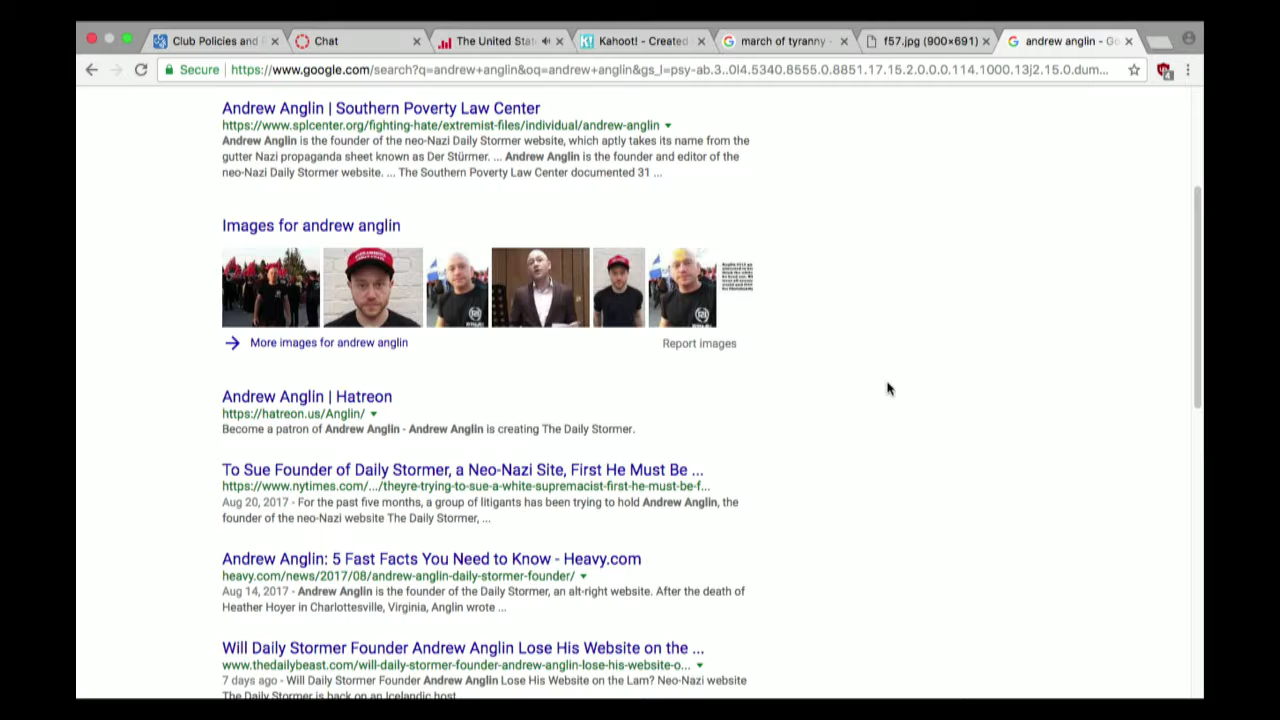 Club Policies and
Chat
The United Stat
Kahoot! - Created
march of tyranny -
f57.jpg (900×691)
andrew anglin - Go
Secure
https://www.google.com/search?q=andrew+anglin&oq=andrew+anglin&gs_l=psy-ab.3..0l4.5340.8555.0.8851.17.15.2.0.0.0.114.1000.13j2.15.0.dum...
4
Andrew Anglin | Southern Poverty Law Center
https://www.splcenter.org/fighting-hate/extremist-files/individual/andrew-anglin
Andrew Anglin is the founder of the neo-Nazi Daily Stormer website, which aptly takes its name from the
gutter Nazi propaganda sheet known as Der Stürmer. ... Andrew Anglin is the founder and editor of the
neo-Nazi Daily Stormer website. ... The Southern Poverty Law Center documented 31 ...
Images for andrew anglin
More images for andrew anglin
Report images
Andrew Anglin | Hatreon
https://hatreon.us/Anglin/
Become a patron of Andrew Anglin - Andrew Anglin is creating The Daily Stormer.
To Sue Founder of Daily Stormer, a Neo-Nazi Site, First He Must Be ...
https://www.nytimes.com/.../theyre-trying-to-sue-a-white-supremacist-first-he-must-be-f...
Aug 20, 2017 - For the past five months, a group of litigants has been trying to hold Andrew Anglin, the
founder of the neo-Nazi website The Daily Stormer, ...
Andrew Anglin: 5 Fast Facts You Need to Know - Heavy.com
heavy.com/news/2017/08/andrew-anglin-daily-stormer-founder/
Aug 14, 2017 - Andrew Anglin is the founder of the Daily Stormer, an alt-right website. After the death of
Heather Hoyer in Charlottesville, Virginia, Anglin wrote ...
Will Daily Stormer Founder Andrew Anglin Lose His Website on the ...
www.thedailybeast.com/will-daily-stormer-founder-andrew-anglin-lose-his-website-o...
7 days ago - Will Daily Stormer Founder Andrew Anglin Lose His Website on the Lam? Neo-Nazi website
The Daily Stormer is back on an Icelandic host